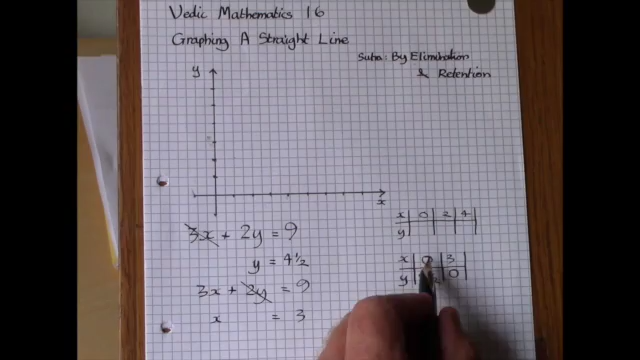 Vedic Mathematics 16
Graphing A Straight Line
Sutra: By Elimination
& Retention
y
x
3x + 2y = 9
y = 4½
3x + 2y = 9
x = 3
x 0 2 4
y
x 0 3
y 0